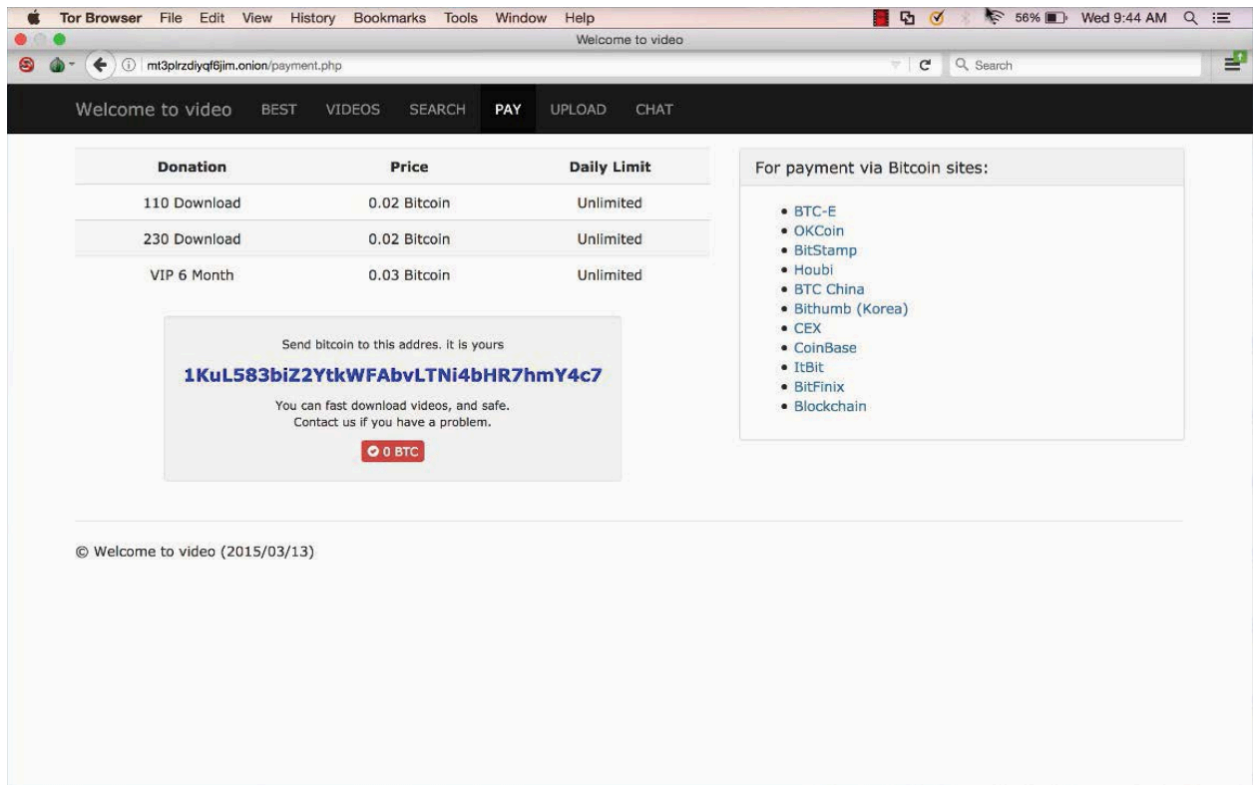 Tor Browser File Edit View History Bookmarks Tools Window Help 56% Wed 9:44 AM
Welcome to video
mt3plrzdiyqf6jim.onion/payment.php Search
Welcome to video BEST VIDEOS SEARCH PAY UPLOAD CHAT
Donation Price Daily Limit
110 Download 0.02 Bitcoin Unlimited
230 Download 0.02 Bitcoin Unlimited
VIP 6 Month 0.03 Bitcoin Unlimited
Send bitcoin to this addres. it is yours
1KuL583biZ2YtkWFAbvLTNi4bHR7hmY4c7
You can fast download videos, and safe.
Contact us if you have a problem.
0 BTC
For payment via Bitcoin sites:
BTC-E
OKCoin
BitStamp
Houbi
BTC China
Bithumb (Korea)
CEX
CoinBase
ItBit
BitFinix
Blockchain
© Welcome to video (2015/03/13)